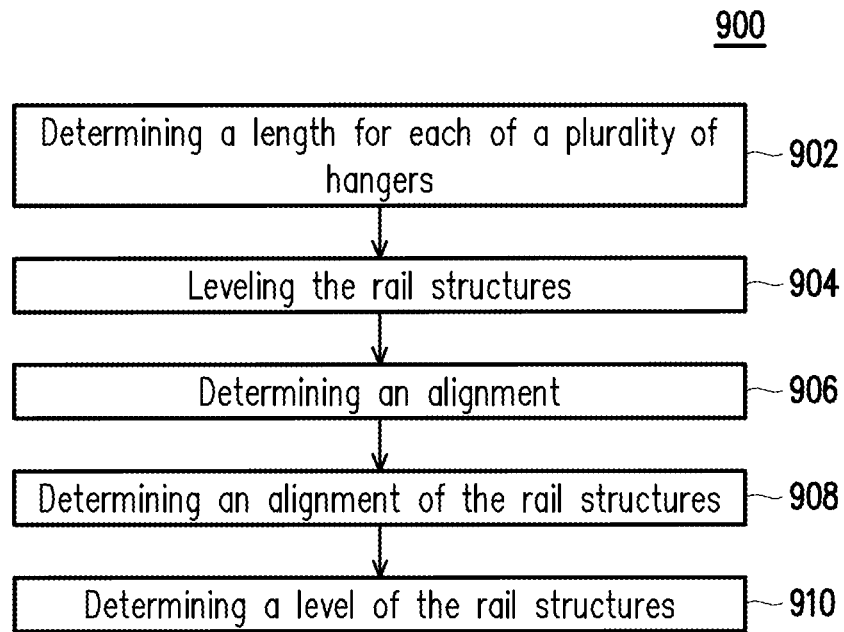 900
Determining a length for each of a plurality of
hangers
902
Leveling the rail structures
904
Determining an alignment
906
Determining an alignment of the rail structures
908
Determining a level of the rail structures
910